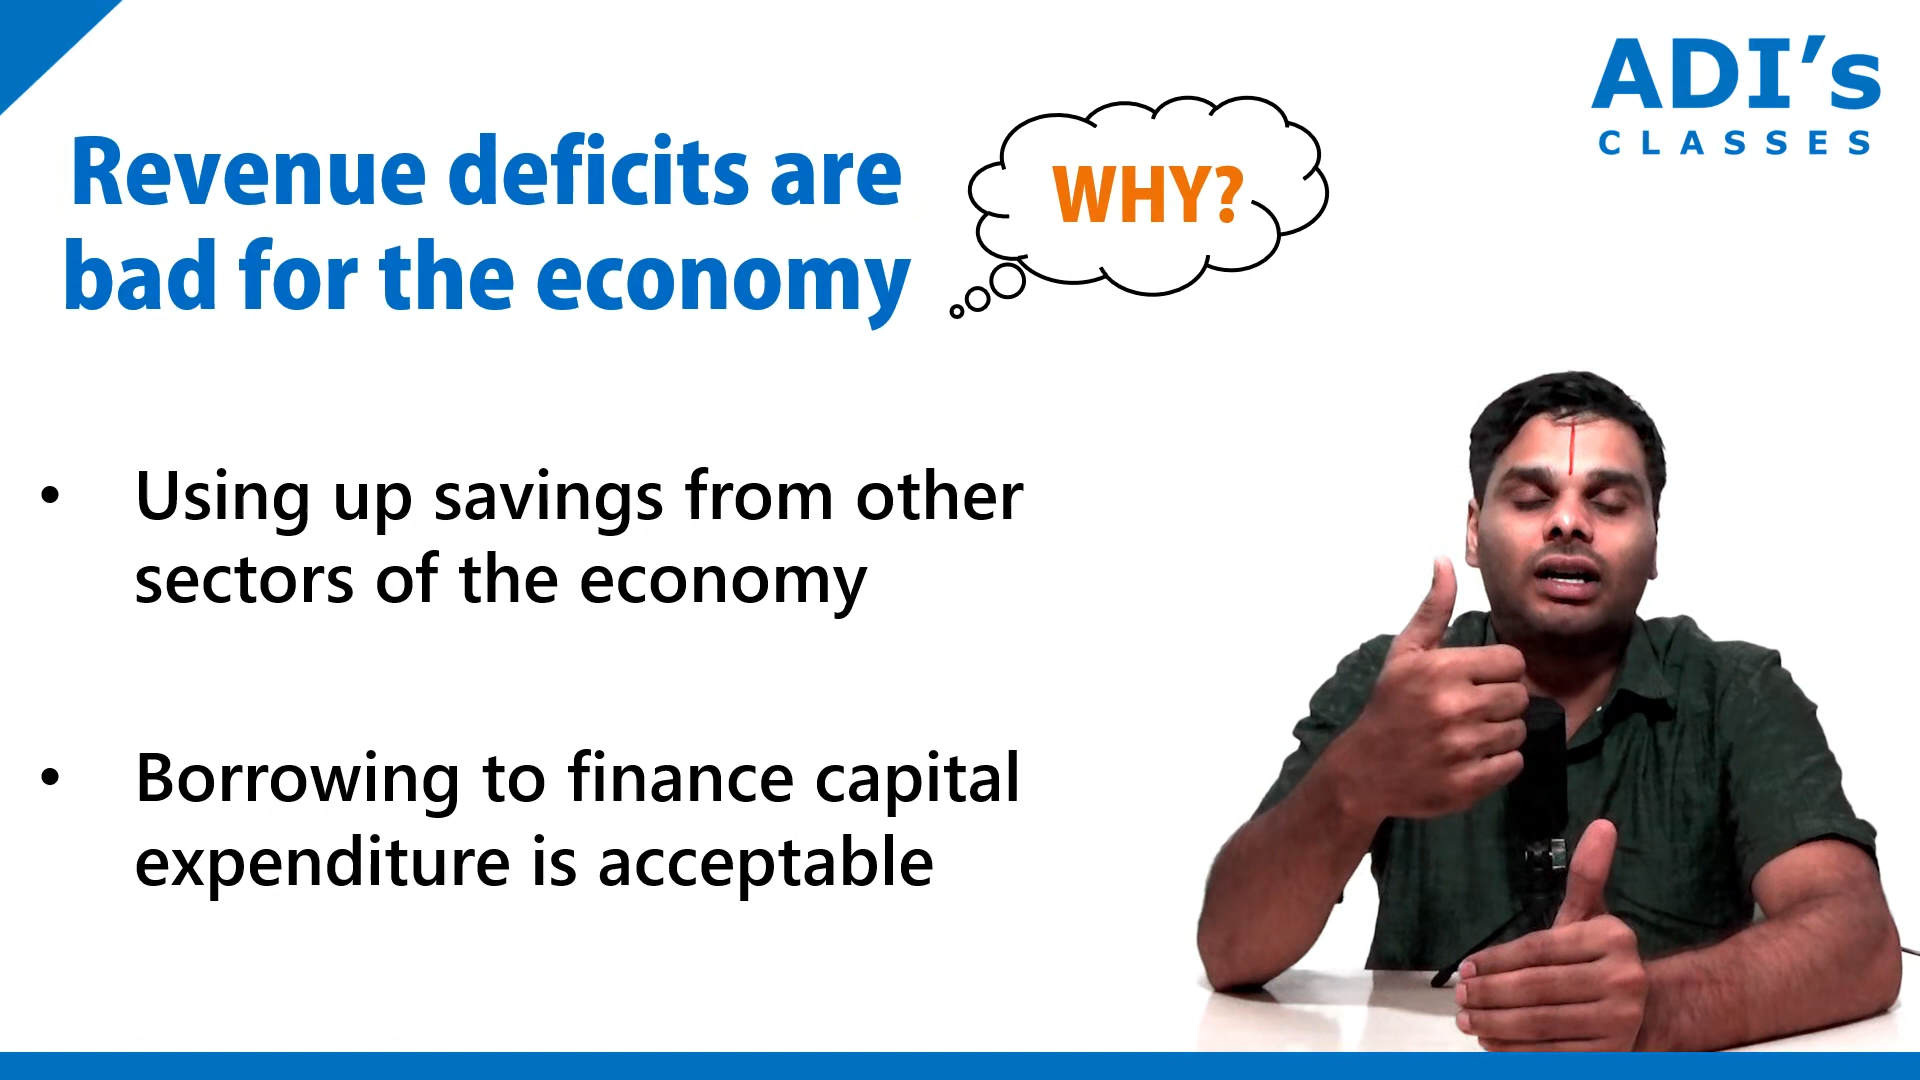 ADI's
CLASSES
Revenue deficits are
bad for the economy
WHY?
• Using up savings from other
sectors of the economy
• Borrowing to finance capital
expenditure is acceptable